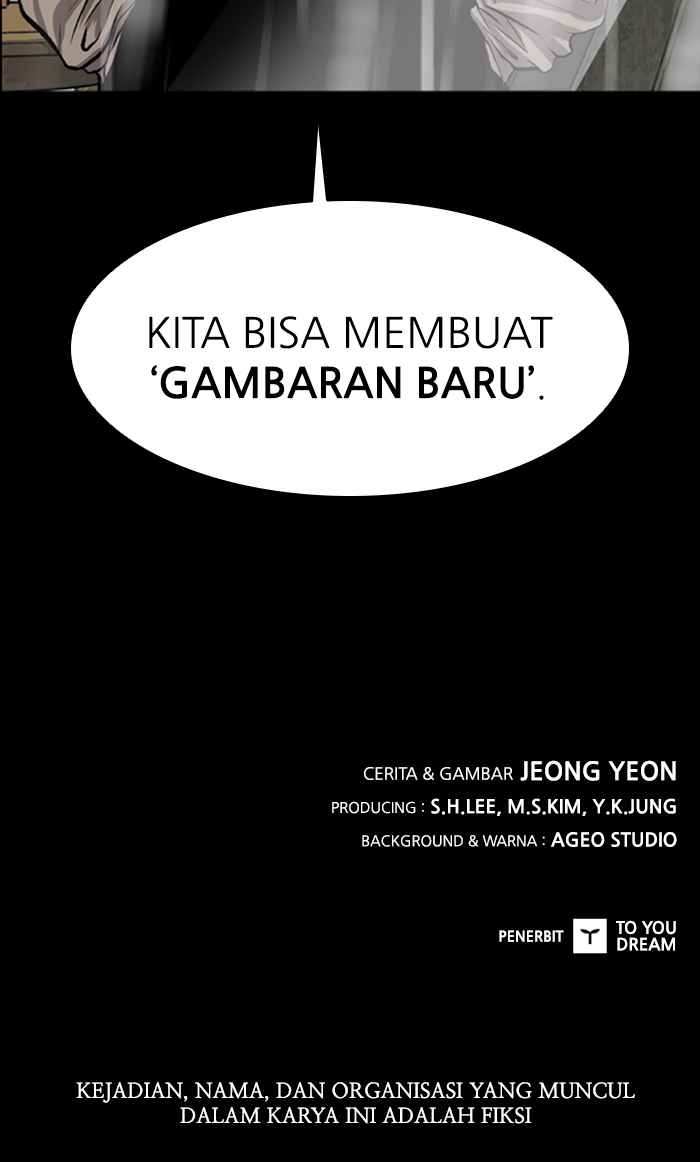 KITA BISA MEMBUAT
‘GAMBARAN BARU’.
CERITA & GAMBAR JEONG YEON
PRODUCING : S.H.LEE, M.S.KIM, Y.K.JUNG
BACKGROUND & WARNA : AGEO STUDIO
PENERBIT TO YOU
DREAM
KEJADIAN, NAMA, DAN ORGANISASI YANG MUNCUL
DALAM KARYA INI ADALAH FIKSI